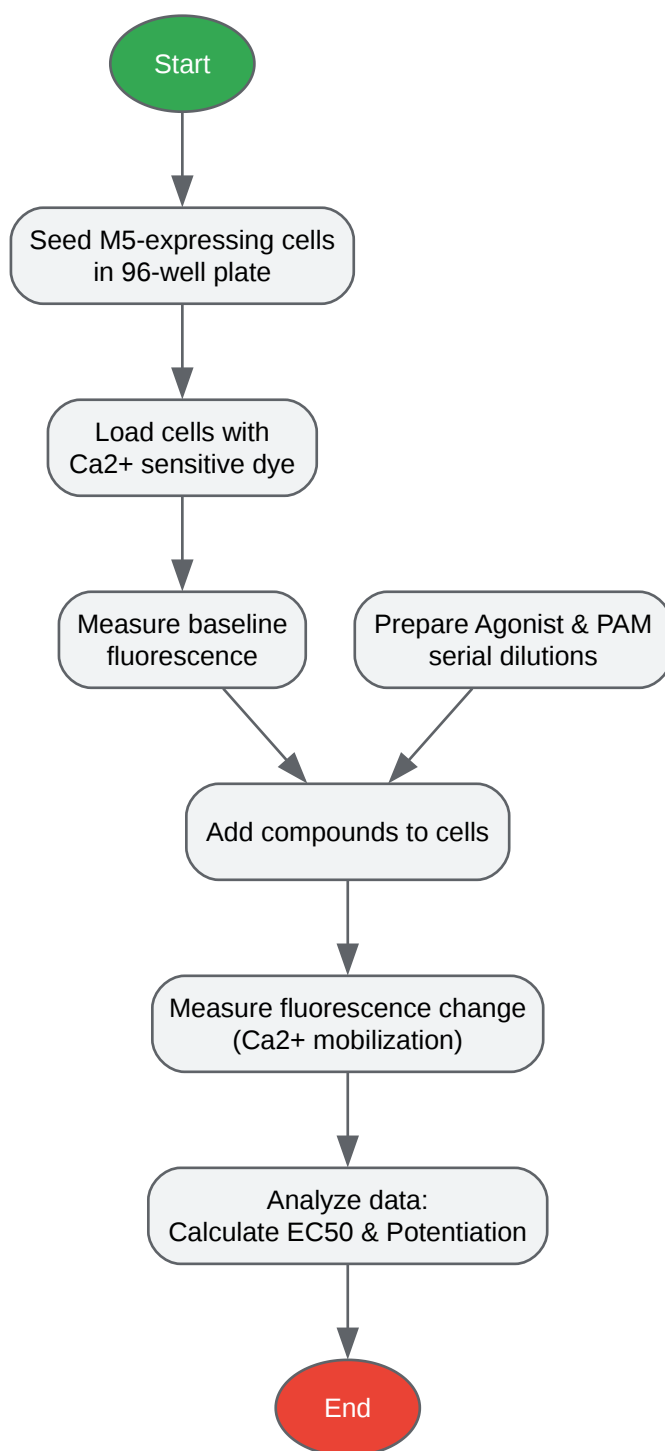 Start
Seed M5-expressing cells
in 96-well plate
Load cells with
Ca2+ sensitive dye
Measure baseline
fluorescence
Prepare Agonist & PAM
serial dilutions
Add compounds to cells
Measure fluorescence change
(Ca2+ mobilization)
Analyze data:
Calculate EC50 & Potentiation
End